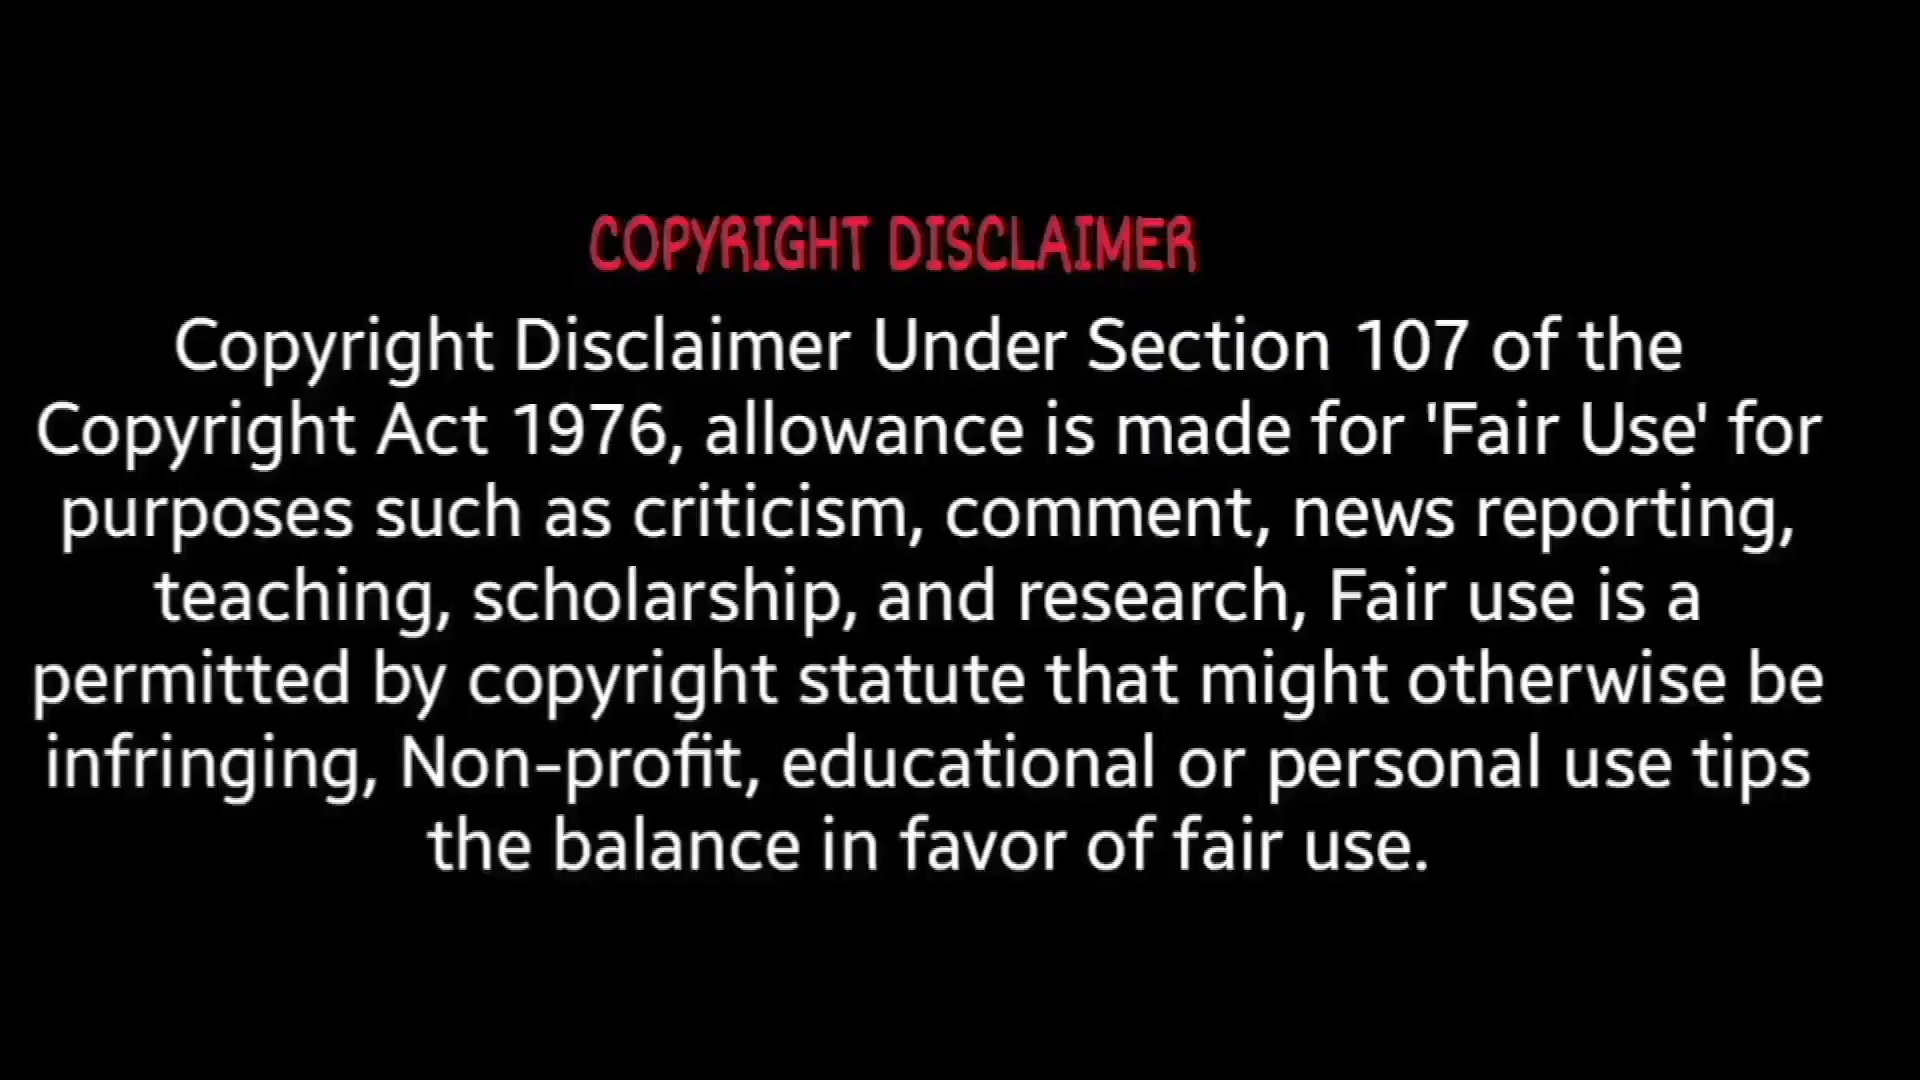 COPYRIGHT DISCLAIMER
Copyright Disclaimer Under Section 107 of the
Copyright Act 1976, allowance is made for 'Fair Use' for
purposes such as criticism, comment, news reporting,
teaching, scholarship, and research, Fair use is a
permitted by copyright statute that might otherwise be
infringing, Non-profit, educational or personal use tips
the balance in favor of fair use.